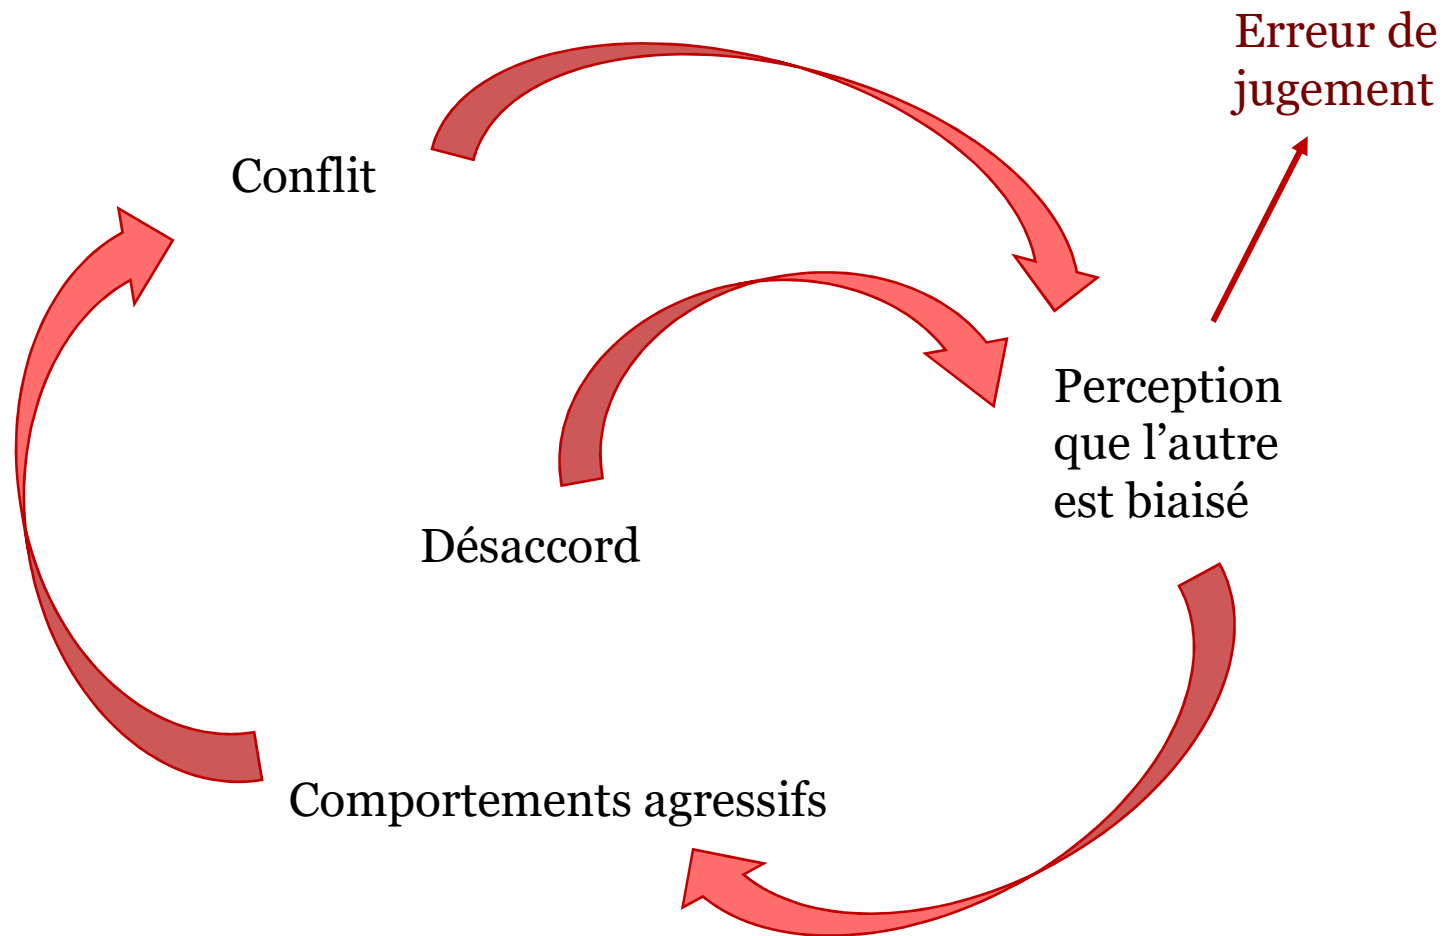 Erreur de
jugement
Conflit
Perception
que l’autre
est biaisé
Désaccord
Comportements agressifs